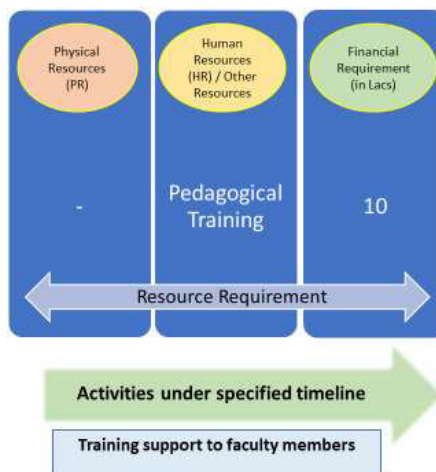 Physical
Resources
(PR)
Human
Resources
(HR) / Other
Resources
Financial
Requirement
(in Lacs)
-
Pedagogical
Training
10
Resource Requirement
Activities under specified timeline
Training support to faculty members